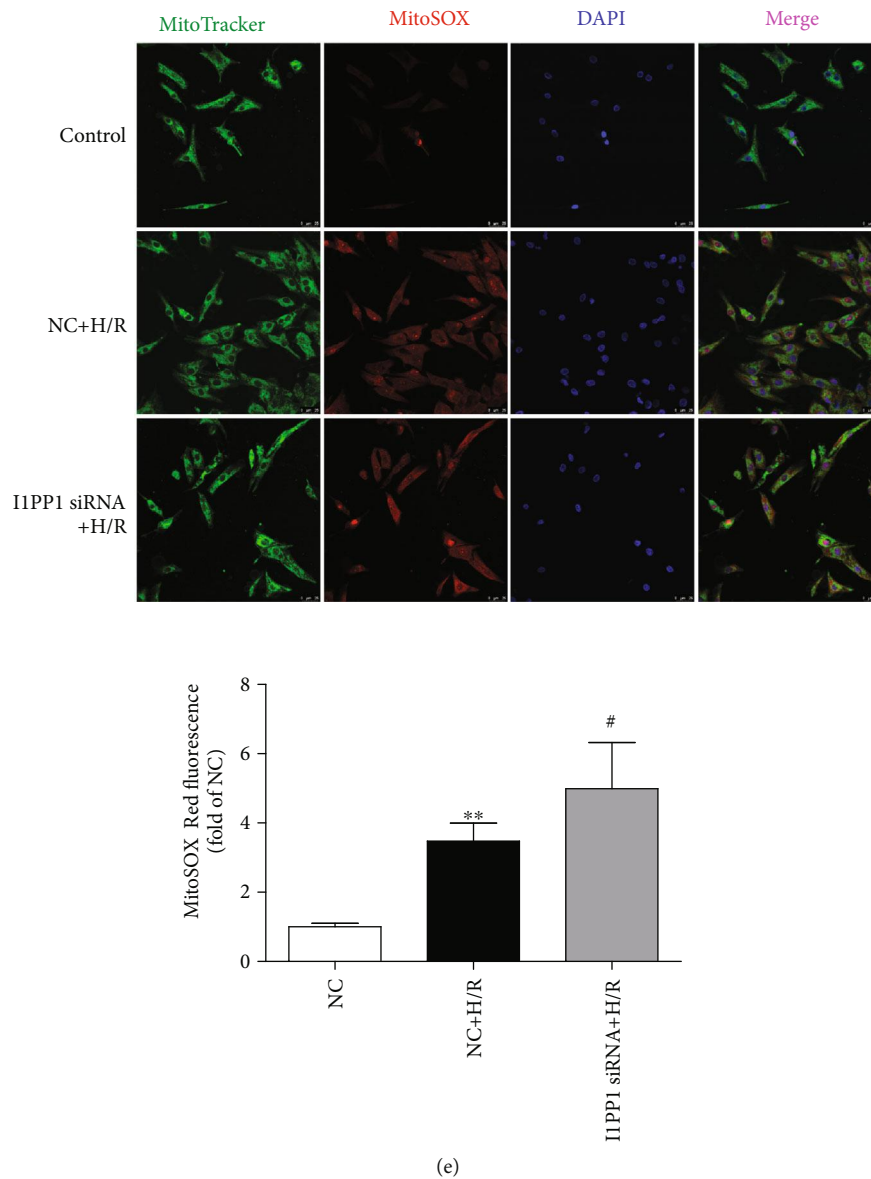 MitoTracker MitoSOX DAPI Merge
Control
NC+H/R
I1PP1 siRNA
+H/R
8
6
4
2
0
MitoSOX Red fluorescence
(fold of NC)
**
#
NC
NC+H/R
I1PP1 siRNA+H/R
(e)